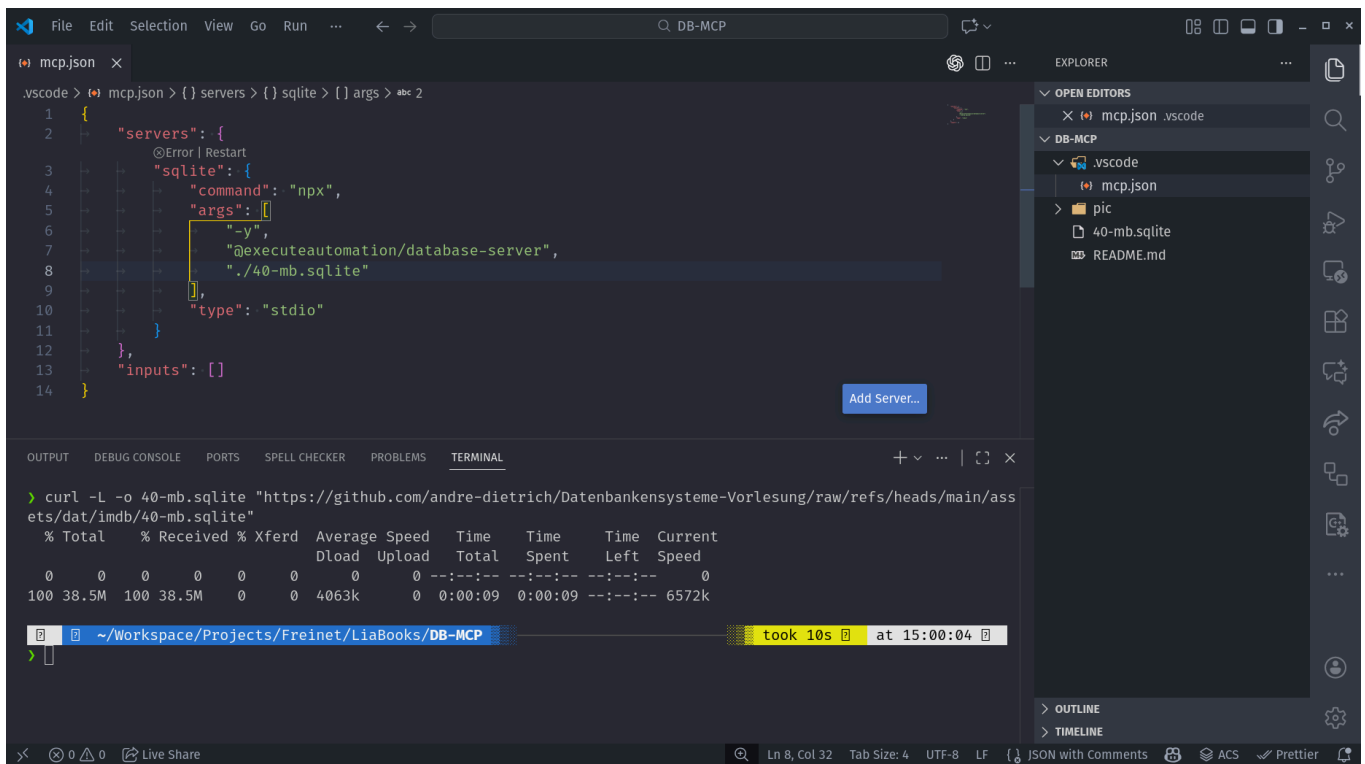 File Edit Selection View Go Run ··· DB-MCP
mcp.json
.vscode > mcp.json > { } servers > { } sqlite > [ ] args > abc 2
1 {
2 "servers": {
Error | Restart
3 "sqlite": {
4 "command": "npx",
5 "args": [
6 "-y",
7 "@executeautomation/database-server",
8 "./40-mb.sqlite"
9 ],
10 "type": "stdio"
11 }
12 },
13 "inputs": []
14 }
Add Server...
EXPLORER ···
OPEN EDITORS
mcp.json .vscode
DB-MCP
.vscode
mcp.json
pic
40-mb.sqlite
README.md
OUTLINE
TIMELINE
OUTPUT DEBUG CONSOLE PORTS SPELL CHECKER PROBLEMS TERMINAL
❯ curl -L -o 40-mb.sqlite "https://github.com/andre-dietrich/Datenbankensysteme-Vorlesung/raw/refs/heads/main/ass
ets/dat/imdb/40-mb.sqlite"
% Total % Received % Xferd Average Speed Time Time Time Current
Dload Upload Total Spent Left Speed
0 0 0 0 0 0 0 0 --:--:-- --:--:-- --:--:-- 0
100 38.5M 100 38.5M 0 0 4063k 0 0:00:09 0:00:09 --:--:-- 6572k
~/Workspace/Projects/Freinet/LiaBooks/DB-MCP took 10s at 15:00:04
❯
0 0 Live Share Ln 8, Col 32 Tab Size: 4 UTF-8 LF JSON with Comments ACS Prettier